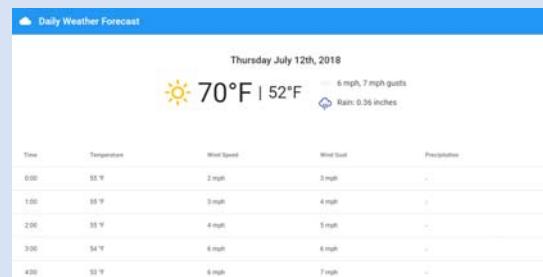 Daily Weather Forecast
Thursday July 12th, 2018
70°F | 52°F
6 mph, 7 mph gusts
Rain: 0.36 inches
Time Temperature Wind Speed Wind Gust Precipitation
0:00 55 °F 2 mph 3 mph -
1:00 55 °F 3 mph 4 mph -
2:00 55 °F 4 mph 5 mph -
3:00 54 °F 6 mph 6 mph -
4:00 53 °F 6 mph 7 mph -